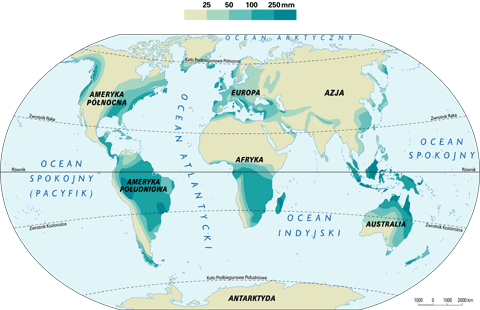 25 50 100 250 mm
OCEAN ARKTYCZNY
Koło Podbiegunowe Północne
AMERYKA
PÓŁNOCNA
EUROPA
AZJA
OCEAN ATLANTYCKI
Zwrotnik Raka
Zwrotnik Raka
AFRYKA
OCEAN
SPOKOJNY
(PACYFIK)
OCEAN
SPOKOJNY
Równik
Równik
AMERYKA
POŁUDNIOWA
OCEAN
INDYJSKI
AUSTRALIA
Zwrotnik Koziorożca
Zwrotnik Koziorożca
Koło Podbiegunowe Południowe
ANTARKTYDA
1000 0 1000 2000 km